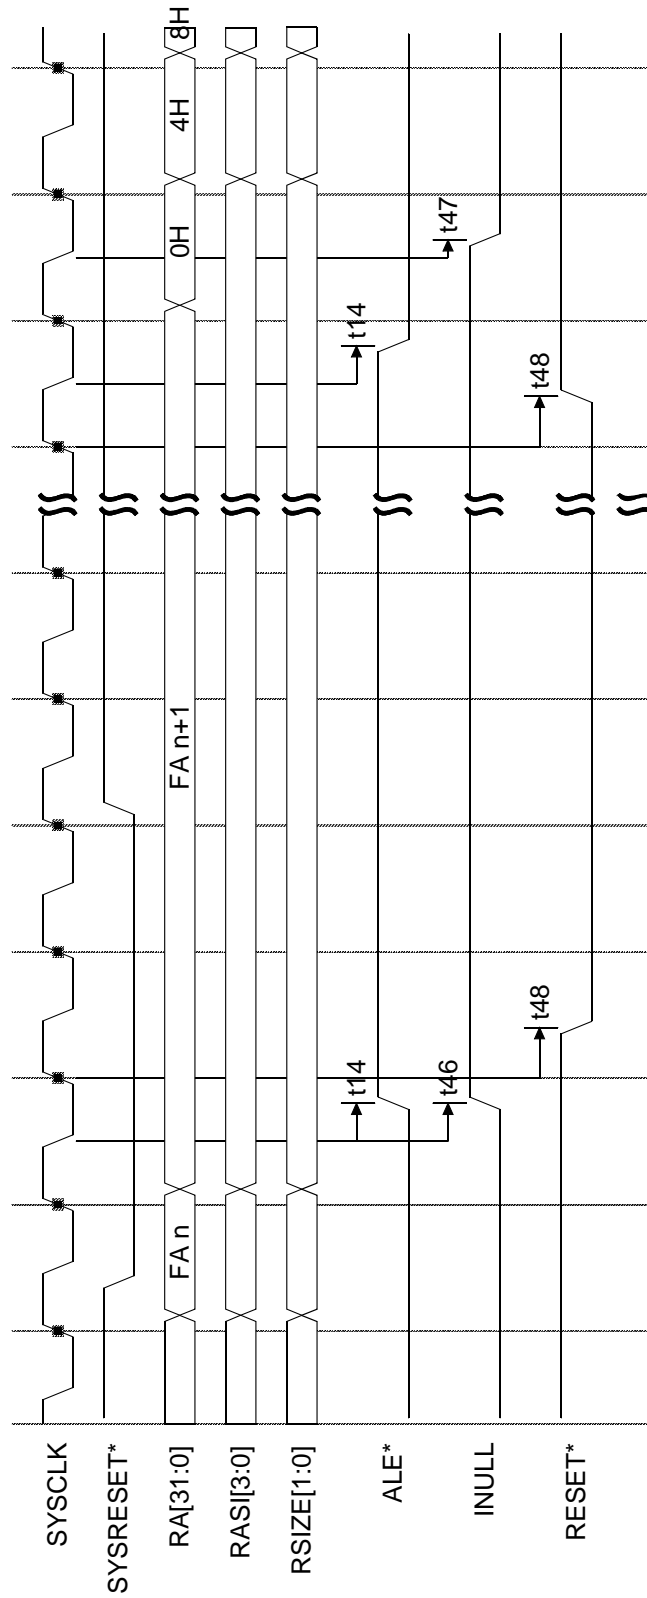 SYSCLK
SYSRESET*
RA[31:0]
FA n
FA n+1
0H
4H
8H
RASI[3:0]
RSIZE[1:0]
t14
t14
ALE*
t46
t47
INULL
t48
t48
RESET*